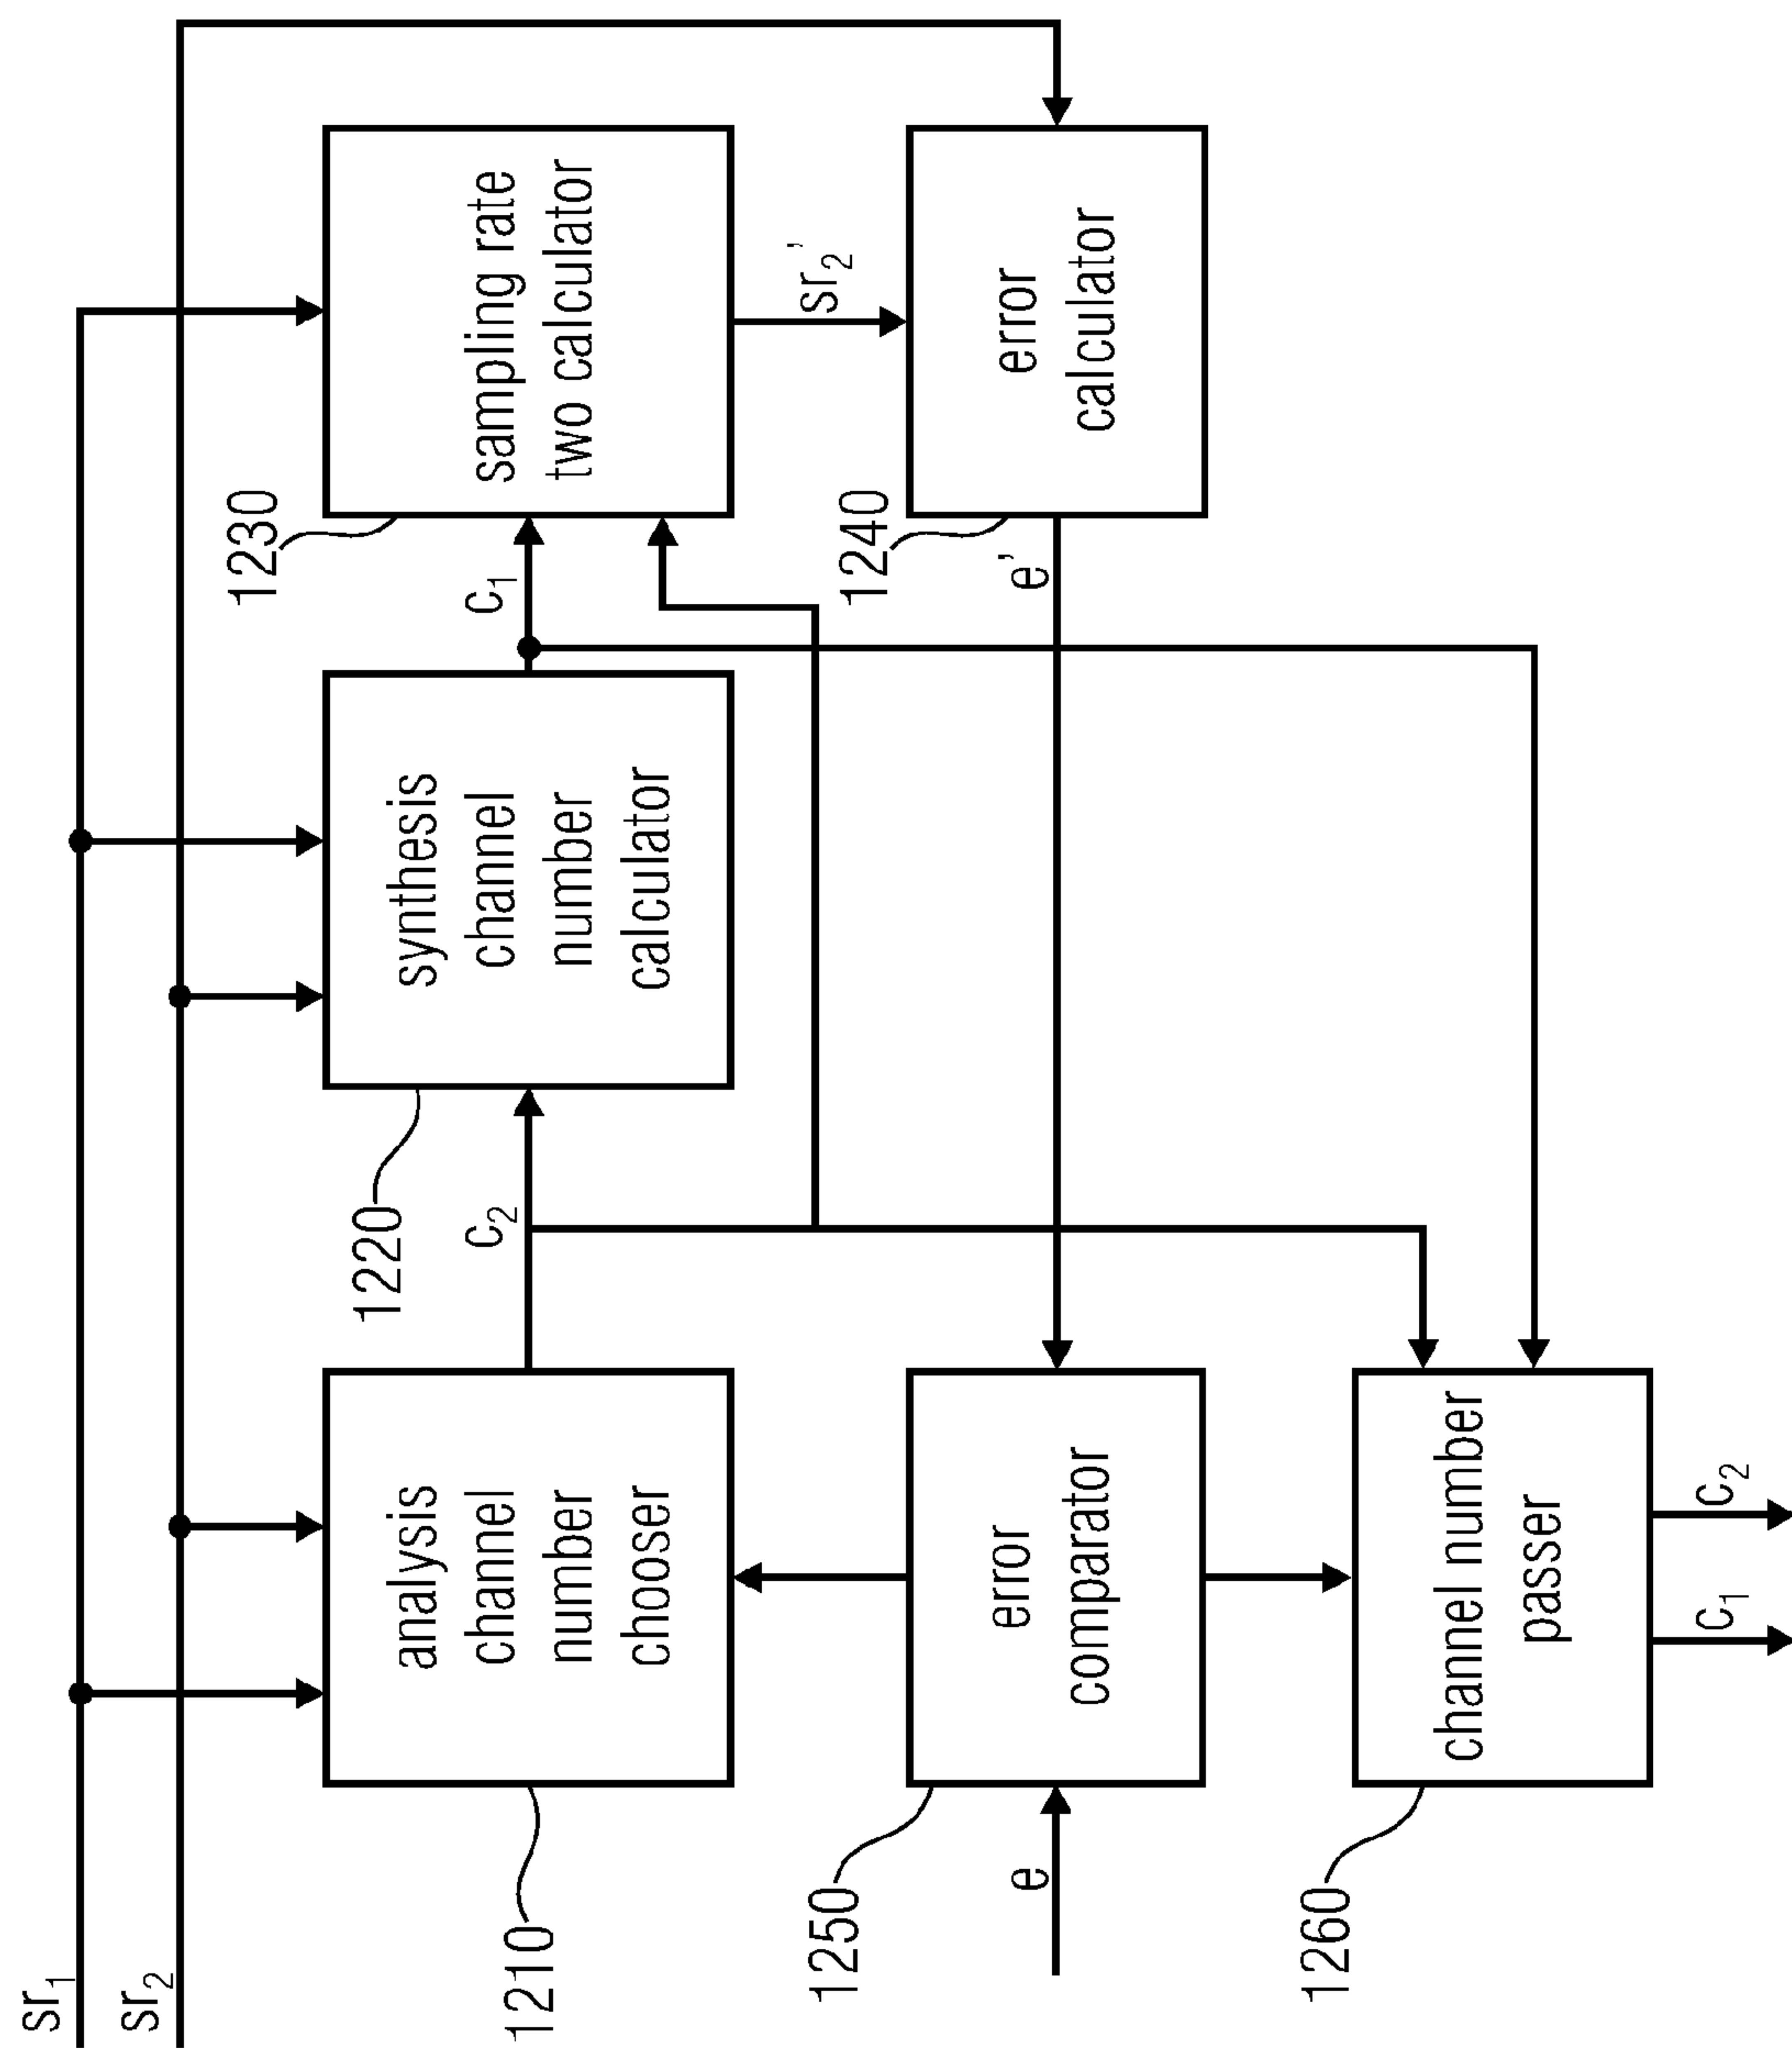 sr1
sr2
1210
analysis
channel
number
chooser
c2
1220
synthesis
channel
number
calculator
c1
1230
sampling rate
two calculator
sr2'
1250
e
error
comparator
e'
1240
error
calculator
1260
channel number
passer
c1
c2